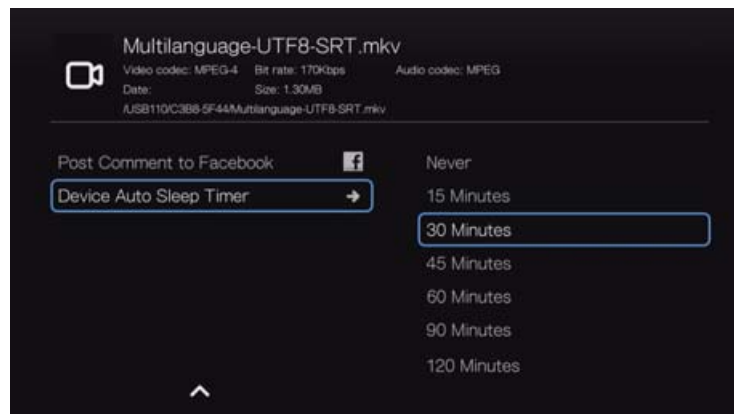 Multilanguage-UTF8-SRT.mkv
Video codec: MPEG-4 Bit rate: 170Kbps Audio codec: MPEG
Date: Size: 1.30MB
/USB110/C3B8-5F44/Multilanguage-UTF8-SRT.mkv
Post Comment to Facebook f
Device Auto Sleep Timer
Never
15 Minutes
30 Minutes
45 Minutes
60 Minutes
90 Minutes
120 Minutes